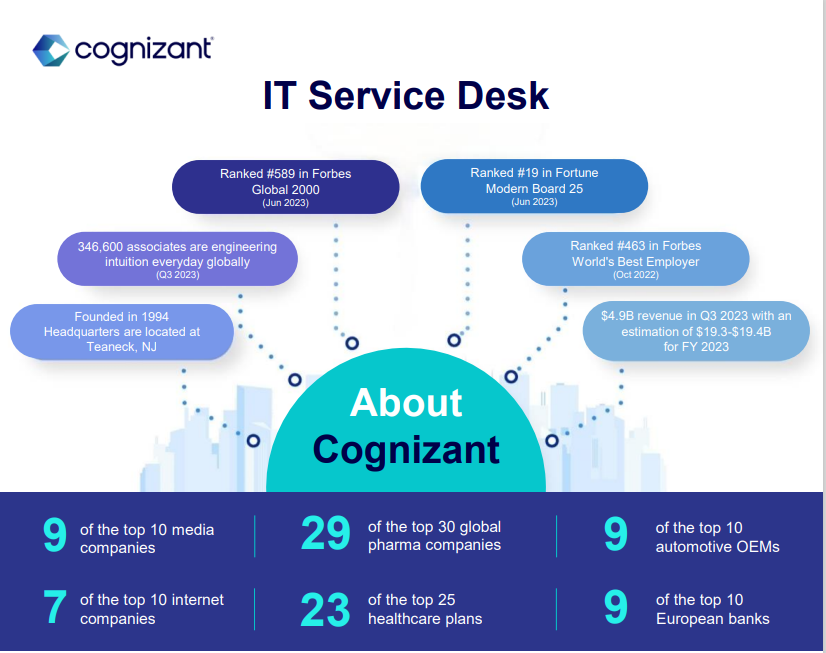 cognizant
IT Service Desk
Ranked #589 in Forbes
Global 2000
(Jun 2023)
Ranked #19 in Fortune
Modern Board 25
(Jun 2023)
346,600 associates are engineering
intuition everyday globally
(Q3 2023)
Ranked #463 in Forbes
World's Best Employer
(Oct 2022)
Founded in 1994
Headquarters are located at
Teaneck, NJ
$4.9B revenue in Q3 2023 with an
estimation of $19.3-$19.4B
for FY 2023
About
Cognizant
9 of the top 10 media
companies
29 of the top 30 global
pharma companies
9 of the top 10
automotive OEMs
7 of the top 10 internet
companies
23 of the top 25
healthcare plans
9 of the top 10
European banks